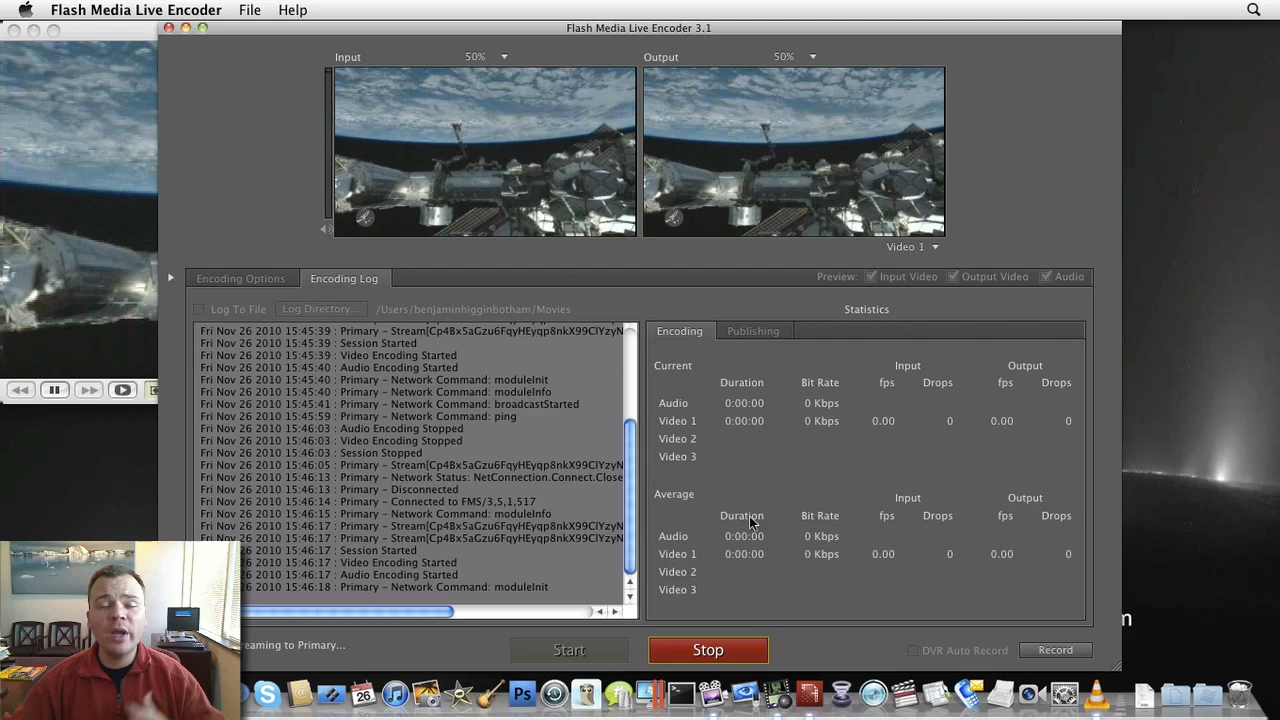 Flash Media Live Encoder File Help
Flash Media Live Encoder 3.1
Input 50% Output 50%
Video 1
Encoding Options Encoding Log Preview: Input Video Output Video Audio
Log To File Log Directory... /Users/benjaminhigginbotham/Movies Statistics
Fri Nov 26 2010 15:45:39 : Primary - Stream[Cp4Bx5aGzu6FqyHEyqp8nkX99ClYzyN
Fri Nov 26 2010 15:45:39 : Session Started
Fri Nov 26 2010 15:45:39 : Video Encoding Started
Fri Nov 26 2010 15:45:40 : Audio Encoding Started
Fri Nov 26 2010 15:45:40 : Primary - Network Command: moduleInit
Fri Nov 26 2010 15:45:40 : Primary - Network Command: moduleInfo
Fri Nov 26 2010 15:45:41 : Primary - Network Command: broadcastStarted
Fri Nov 26 2010 15:45:59 : Primary - Network Command: ping
Fri Nov 26 2010 15:46:03 : Audio Encoding Stopped
Fri Nov 26 2010 15:46:03 : Video Encoding Stopped
Fri Nov 26 2010 15:46:03 : Session Stopped
Fri Nov 26 2010 15:46:05 : Primary - Stream[Cp4Bx5aGzu6FqyHEyqp8nkX99ClYzyN
Fri Nov 26 2010 15:46:13 : Primary - Network Status: NetConnection.Connect.Close
Fri Nov 26 2010 15:46:13 : Primary - Disconnected
Fri Nov 26 2010 15:46:14 : Primary - Connected to FMS/3,5,1,517
Fri Nov 26 2010 15:46:15 : Primary - Network Command: moduleInfo
Fri Nov 26 2010 15:46:17 : Primary - Stream[Cp4Bx5aGzu6FqyHEyqp8nkX99ClYzyN
Fri Nov 26 2010 15:46:17 : Primary - Stream[Cp4Bx5aGzu6FqyHEyqp8nkX99ClYzyN
26 2010 15:46:17 : Session Started
26 2010 15:46:17 : Video Encoding Started
26 2010 15:46:17 : Audio Encoding Started
26 2010 15:46:18 : Primary - Network Command: moduleInit
Encoding Publishing
Current Input Output
Duration Bit Rate fps Drops fps Drops
Audio 0:00:00 0 Kbps
Video 1 0:00:00 0 Kbps 0.00 0 0.00 0
Video 2
Video 3
Average Input Output
Duration Bit Rate fps Drops fps Drops
Audio 0:00:00 0 Kbps
Video 1 0:00:00 0 Kbps 0.00 0 0.00 0
Video 2
Video 3
eaming to Primary... Start Stop DVR Auto Record Record
m
26
Ps